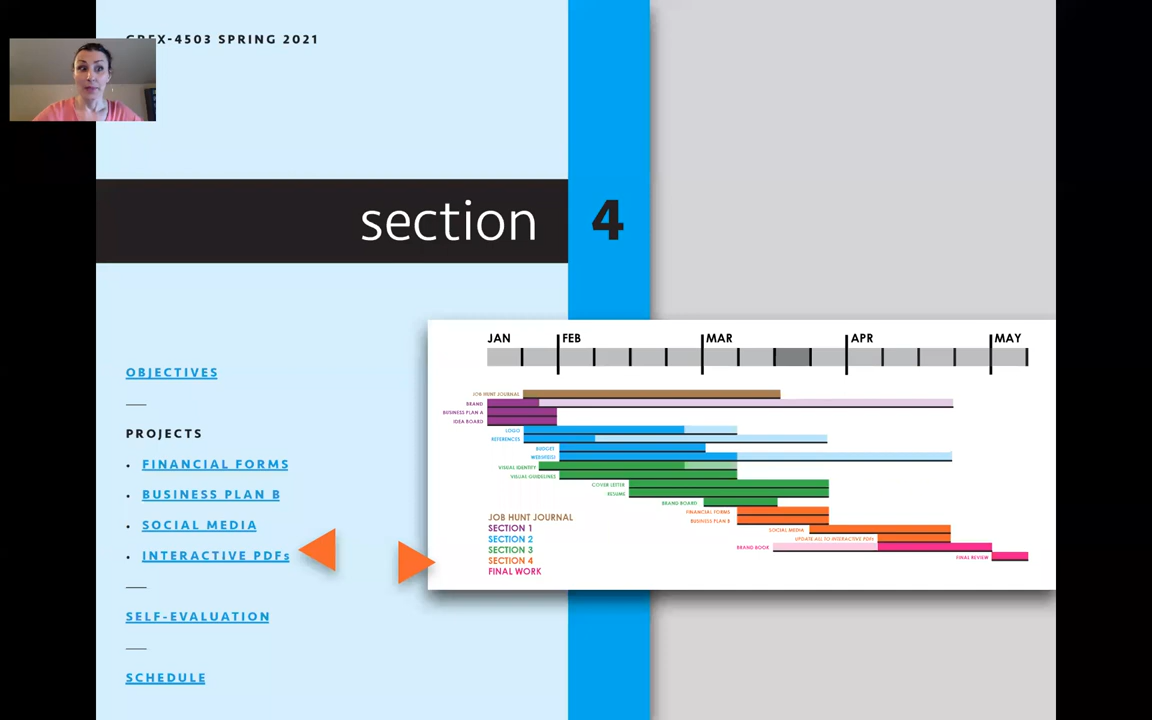 GREX-4503 SPRING 2021
section 4
OBJECTIVES
PROJECTS
• FINANCIAL FORMS
• BUSINESS PLAN B
• SOCIAL MEDIA
• INTERACTIVE PDFs
SELF-EVALUATION
SCHEDULE
JAN FEB MAR APR MAY
JOB HUNT JOURNAL
BRAND
BUSINESS PLAN A
IDEA BOARD
LOGO
REFERENCES
BUDGET
WEBSITE(S)
VISUAL IDENTITY
VISUAL GUIDELINES
COVER LETTER
RESUME
BRAND BOARD
FINANCIAL FORMS
BUSINESS PLAN B
SOCIAL MEDIA
UPDATE ALL TO INTERACTIVE PDFs
BRAND BOOK
FINAL REVIEW
JOB HUNT JOURNAL
SECTION 1
SECTION 2
SECTION 3
SECTION 4
FINAL WORK